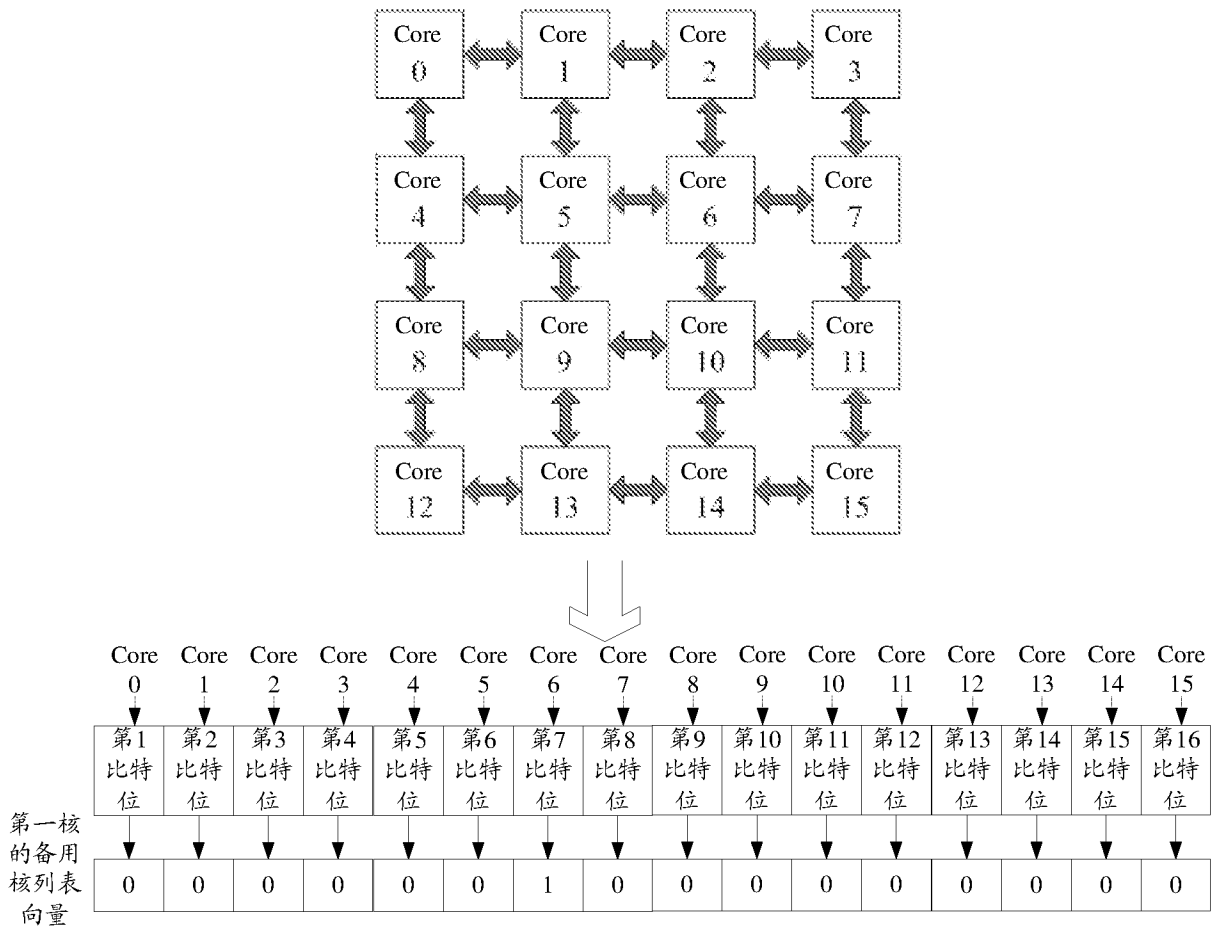 Core Core Core Core
0 1 2 3
Core Core Core Core
4 5 6 7
Core Core Core Core
8 9 10 11
Core Core Core Core
12 13 14 15
Core Core Core Core Core Core Core Core Core Core Core Core Core Core Core Core
0 1 2 3 4 5 6 7 8 9 10 11 12 13 14 15
第1 第2 第3 第4 第5 第6 第7 第8 第9 第10 第11 第12 第13 第14 第15 第16
比特 比特 比特 比特 比特 比特 比特 比特 比特 比特 比特 比特 比特 比特 比特 比特
位 位 位 位 位 位 位 位 位 位 位 位 位 位 位 位
第一核
的备用
核列表
向量
0 0 0 0 0 0 1 0 0 0 0 0 0 0 0 0